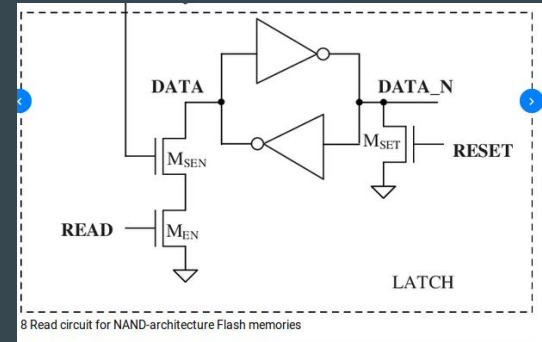 DATA
DATA_N
MSET
RESET
MSEN
READ
MEN
LATCH
8 Read circuit for NAND-architecture Flash memories